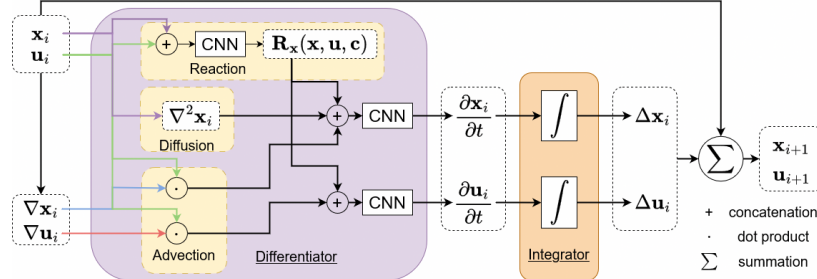 x_i
u_i
+ CNN R_x(x, u, c)
Reaction
∇²x_i
Diffusion
+ CNN
∂x_i/∂t
∫
Δx_i
∑
x_{i+1}
u_{i+1}
∇x_i
∇u_i
·
·
Advection
+ CNN
∂u_i/∂t
∫
Δu_i
Differentiator
Integrator
+ concatenation
· dot product
∑ summation